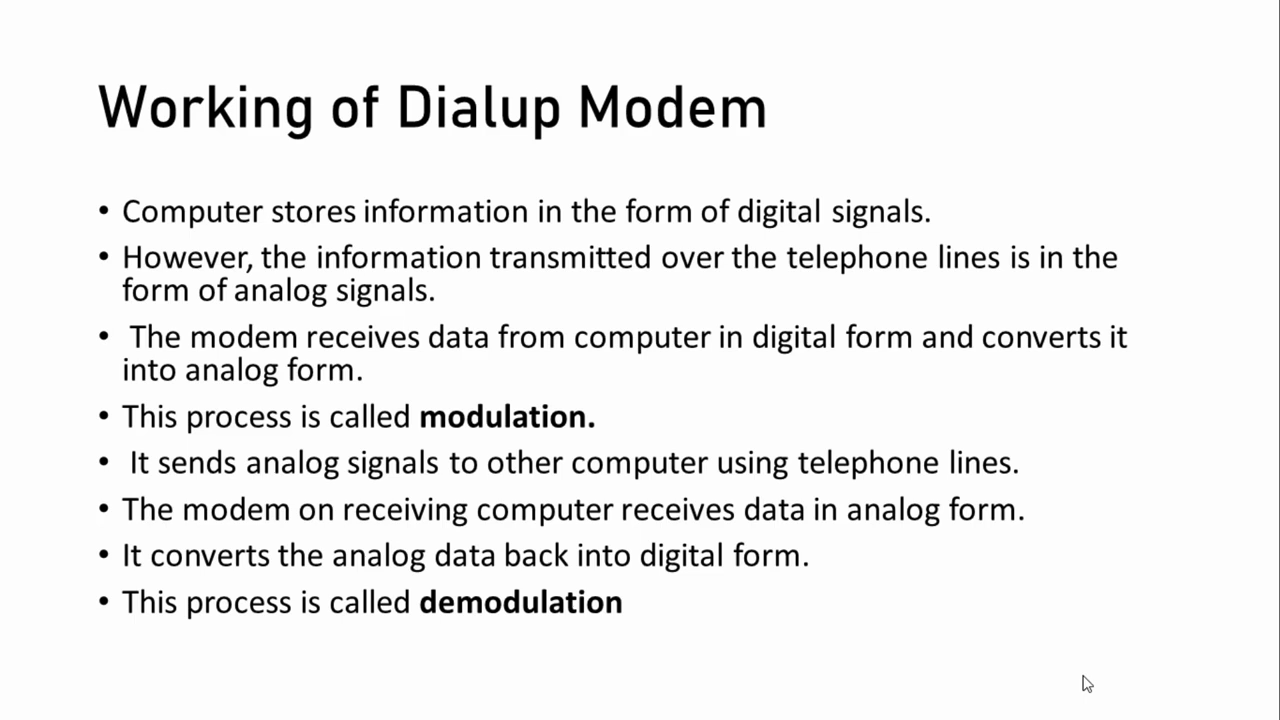 Working of Dialup Modem
• Computer stores information in the form of digital signals.
• However, the information transmitted over the telephone lines is in the
form of analog signals.
• The modem receives data from computer in digital form and converts it
into analog form.
• This process is called modulation.
• It sends analog signals to other computer using telephone lines.
• The modem on receiving computer receives data in analog form.
• It converts the analog data back into digital form.
• This process is called demodulation